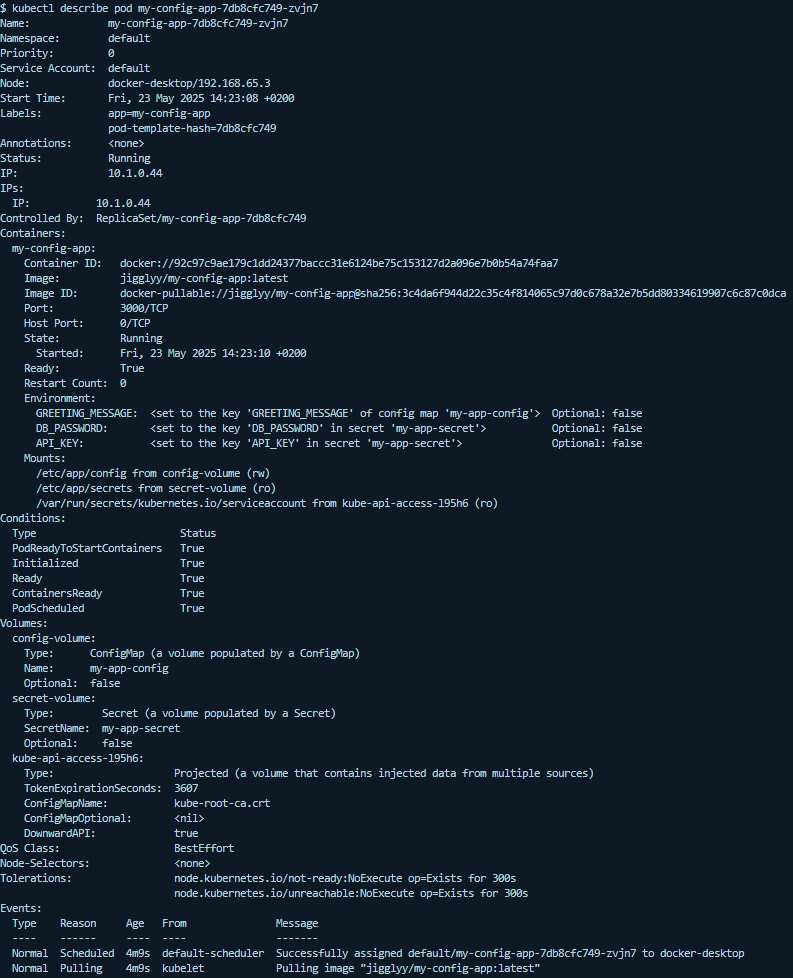 $ kubectl describe pod my-config-app-7db8cfc749-zvjn7
Name:             my-config-app-7db8cfc749-zvjn7
Namespace:        default
Priority:         0
Service Account:  default
Node:             docker-desktop/192.168.65.3
Start Time:       Fri, 23 May 2025 14:23:08 +0200
Labels:           app=my-config-app
                  pod-template-hash=7db8cfc749
Annotations:      <none>
Status:           Running
IP:               10.1.0.44
IPs:
  IP:           10.1.0.44
Controlled By:  ReplicaSet/my-config-app-7db8cfc749
Containers:
  my-config-app:
    Container ID:   docker://92c97c9ae179c1dd24377baccc31e6124be75c153127d2a096e7b0b54a74faa7
    Image:          jigglyy/my-config-app:latest
    Image ID:       docker-pullable://jigglyy/my-config-app@sha256:3c4da6f944d22c35c4f814065c97d0c678a32e7b5dd80334619907c6c87c0dca
    Port:           3000/TCP
    Host Port:      0/TCP
    State:          Running
      Started:      Fri, 23 May 2025 14:23:10 +0200
    Ready:          True
    Restart Count:  0
    Environment:
      GREETING_MESSAGE:  <set to the key 'GREETING_MESSAGE' of config map 'my-app-config'>  Optional: false
      DB_PASSWORD:       <set to the key 'DB_PASSWORD' in secret 'my-app-secret'>           Optional: false
      API_KEY:           <set to the key 'API_KEY' in secret 'my-app-secret'>               Optional: false
    Mounts:
      /etc/app/config from config-volume (rw)
      /etc/app/secrets from secret-volume (ro)
      /var/run/secrets/kubernetes.io/serviceaccount from kube-api-access-l95h6 (ro)
Conditions:
  Type                        Status
  PodReadyToStartContainers   True
  Initialized                 True
  Ready                       True
  ContainersReady             True
  PodScheduled                True
Volumes:
  config-volume:
    Type:      ConfigMap (a volume populated by a ConfigMap)
    Name:      my-app-config
    Optional:  false
  secret-volume:
    Type:        Secret (a volume populated by a Secret)
    SecretName:  my-app-secret
    Optional:    false
  kube-api-access-l95h6:
    Type:                    Projected (a volume that contains injected data from multiple sources)
    TokenExpirationSeconds:  3607
    ConfigMapName:           kube-root-ca.crt
    ConfigMapOptional:       <nil>
    DownwardAPI:             true
QoS Class:                   BestEffort
Node-Selectors:              <none>
Tolerations:                 node.kubernetes.io/not-ready:NoExecute op=Exists for 300s
                             node.kubernetes.io/unreachable:NoExecute op=Exists for 300s
Events:
  Type    Reason     Age   From               Message
  ----    ------     ----  ----               -------
  Normal  Scheduled  4m9s  default-scheduler  Successfully assigned default/my-config-app-7db8cfc749-zvjn7 to docker-desktop
  Normal  Pulling    4m9s  kubelet            Pulling image "jigglyy/my-config-app:latest"